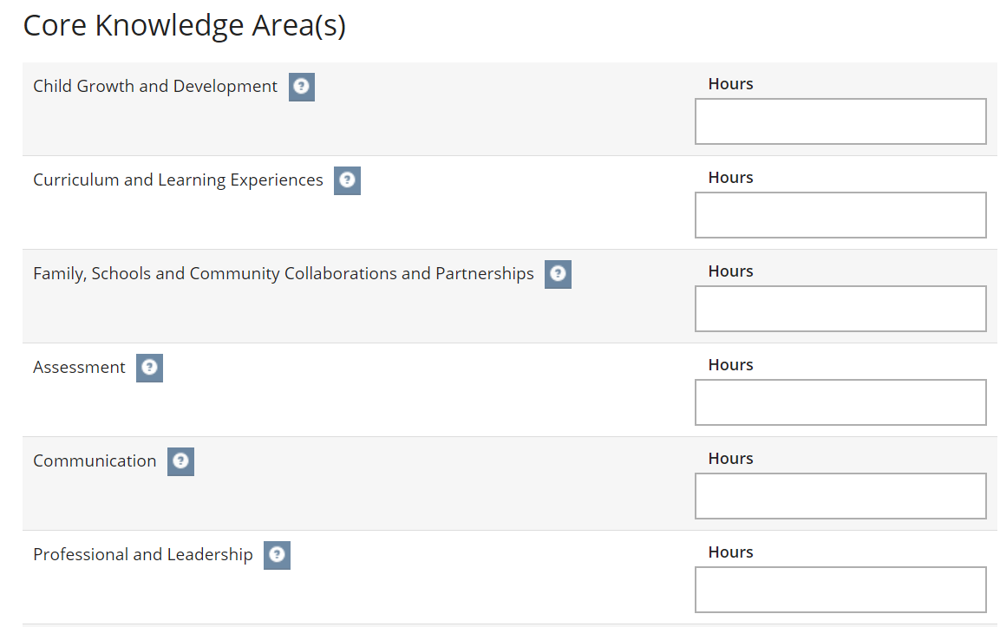 Core Knowledge Area(s)
Child Growth and Development ?
Hours
Curriculum and Learning Experiences ?
Hours
Family, Schools and Community Collaborations and Partnerships ?
Hours
Assessment ?
Hours
Communication ?
Hours
Professional and Leadership ?
Hours